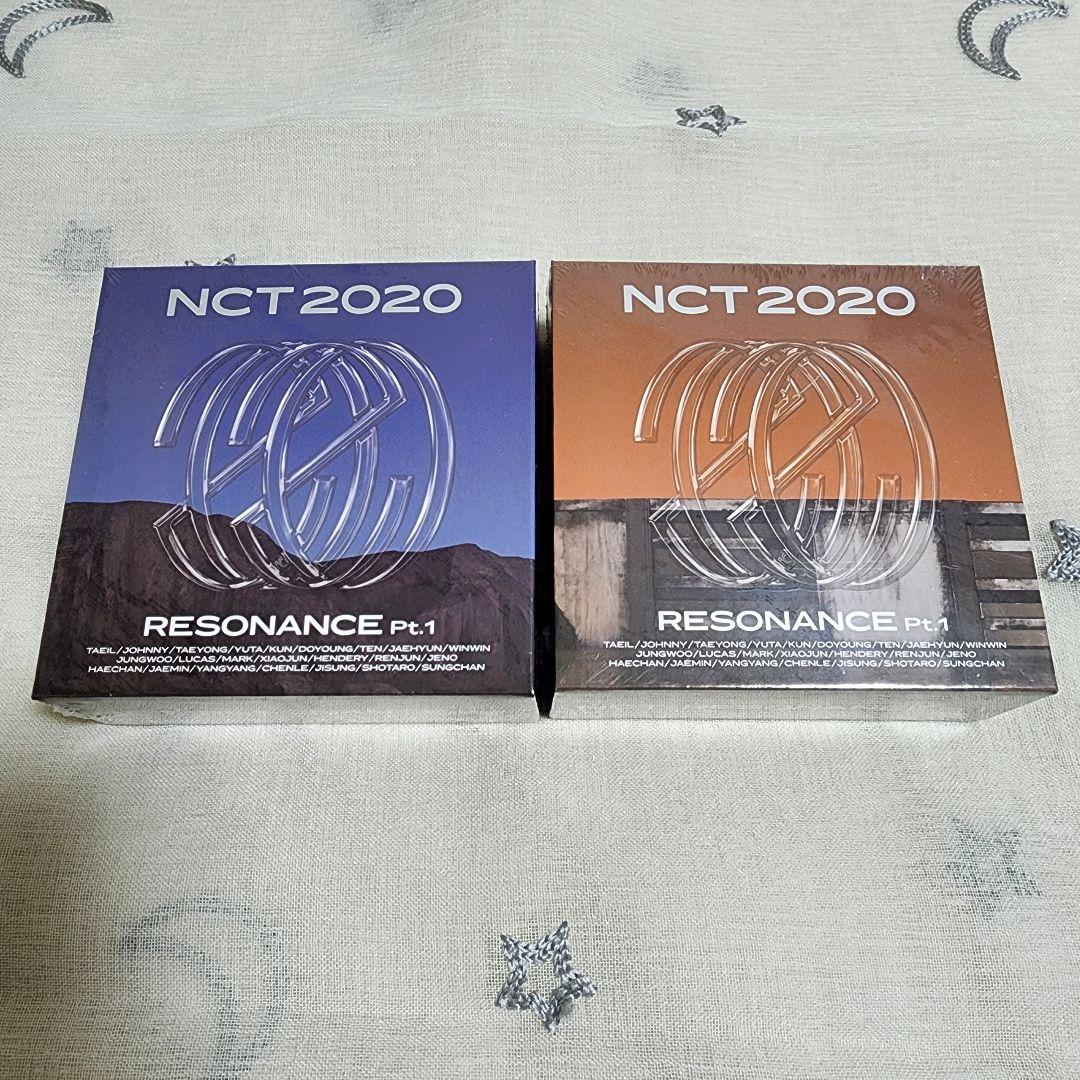 NCT 2020
RESONANCE Pt.1
TAEIL/JOHNNY/TAEYONG/YUTA/KUN/DOYOUNG/TEN/JAEHYUN/WINWIN
JUNGWOO/LUCAS/MARK/XIAOJUN/HENDERY/RENJUN/JENO
HAECHAN/JAEMIN/YANGYANG/CHENLE/JISUNG/SHOTARO/SUNGCHAN
NCT 2020
RESONANCE Pt.1
TAEIL/JOHNNY/TAEYONG/YUTA/KUN/DOYOUNG/TEN/JAEHYUN/WINWIN
JUNGWOO/LUCAS/MARK/XIAOJUN/HENDERY/RENJUN/JENO
HAECHAN/JAEMIN/YANGYANG/CHENLE/JISUNG/SHOTARO/SUNGCHAN